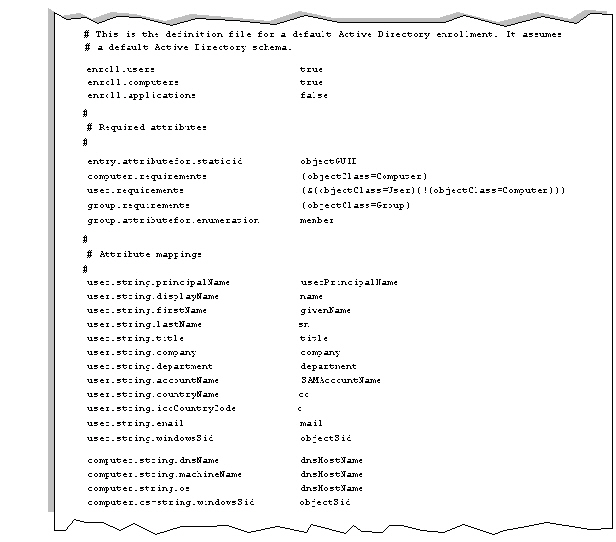 # This is the definition file for a default Active Directory enrollment. It assumes
# a default Active Directory schema.
enroll.users true
enroll.computers true
enroll.applications false
#
# Required attributes
#
entry.attributefor.staticid objectGUID
computer.requirements (objectClass=Computer)
user.requirements (&(objectClass=User)(!(objectClass=Computer)))
group.requirements (objectClass=Group)
group.attributefor.enumeration member
#
# Attribute mappings
#
user.string.principalName userPrincipalName
user.string.displayName name
user.string.firstName givenName
user.string.lastName sn
user.string.title title
user.string.company company
user.string.department department
user.string.accountName SAMAccountName
user.string.countryName co
user.string.isoCountryCode c
user.string.email mail
user.string.windowsSid objectSid
computer.string.dnsName dnsHostName
computer.string.machineName dnsHostName
computer.string.os dnsHostName
computer.cs-string.windowsSid objectSid